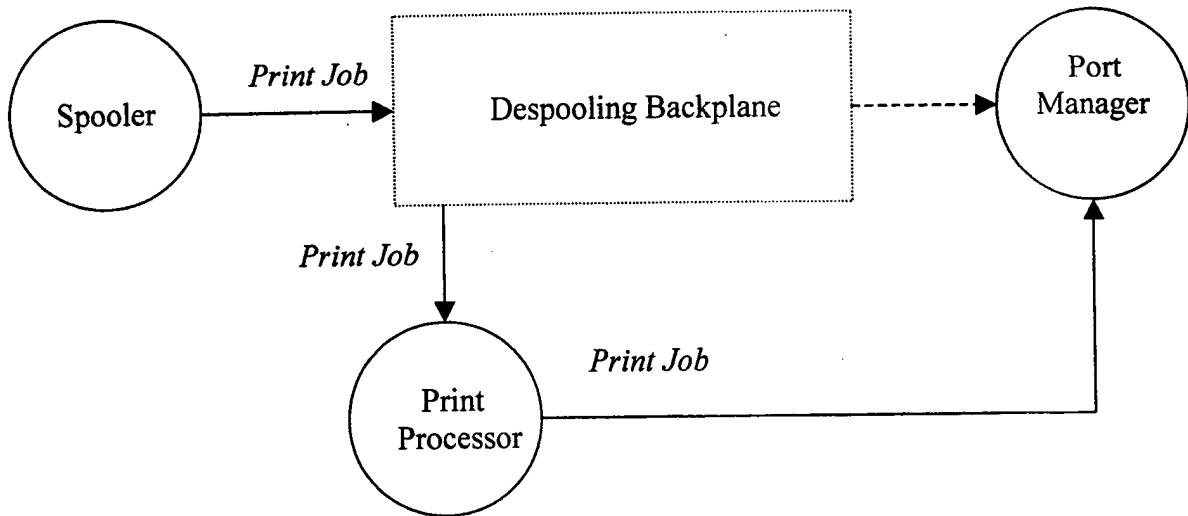 Print Job
Spooler
Despooling Backplane
Port
Manager
Print Job
Print Job
Print
Processor